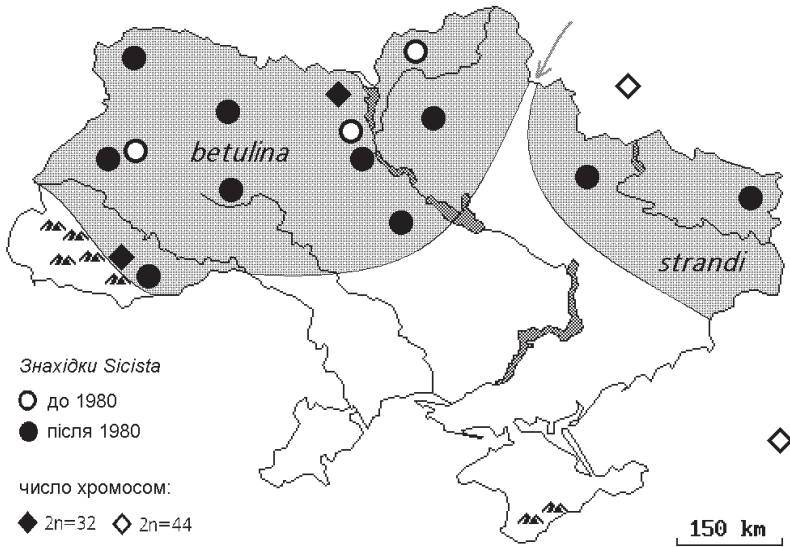 betulina
strandi
Знахідки Sicista
до 1980
після 1980
число хромосом:
2n=32 2n=44
150 km